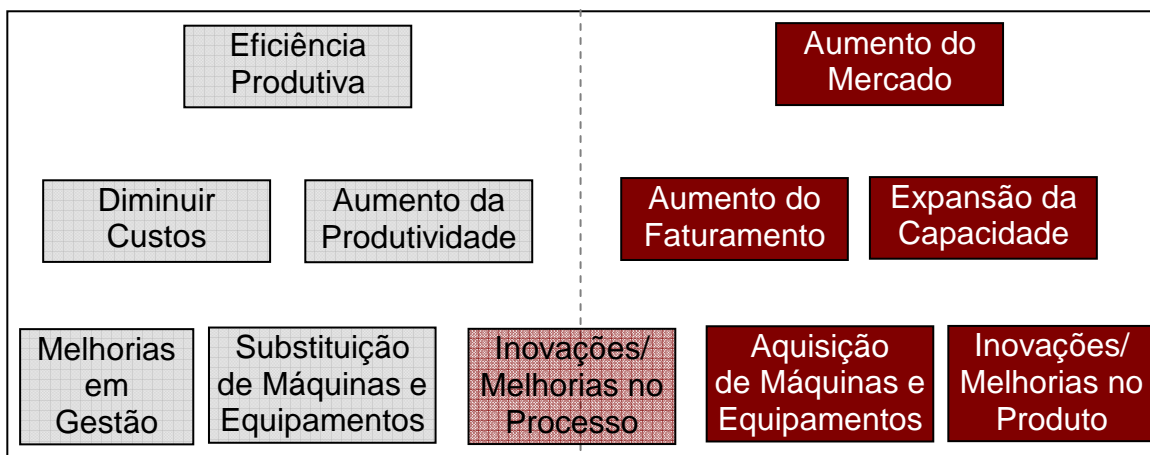 Eficiência
Produtiva
Aumento do
Mercado
Diminuir
Custos
Aumento da
Produtividade
Aumento do
Faturamento
Expansão da
Capacidade
Melhorias
em
Gestão
Substituição
de Máquinas e
Equipamentos
Inovações/
Melhorias no
Processo
Aquisição
de Máquinas e
Equipamentos
Inovações/
Melhorias no
Produto